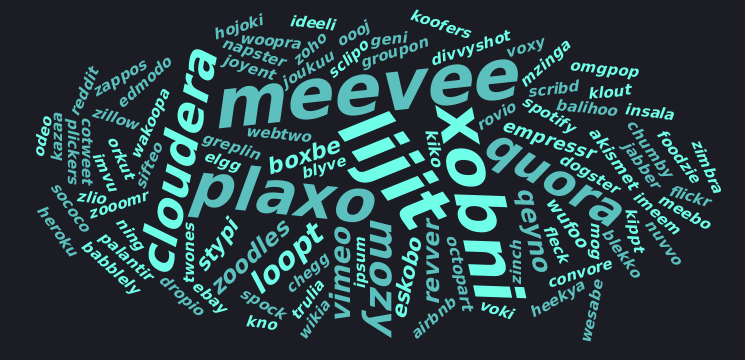 koofers
hojoki
ideeli
woopra
zoho
oooj
geni
divvyshot
voxy
mzinga
napster
joukuu
sclipo
groupon
omgpop
joyent
meevee
reddit
zappos
edmodo
scribd
klout
cloudera
spotify
balihoo
insala
rovio
odeo
kazaa
plickers
cotweet
zillow
wakoopa
webtwo
lijit
kiko
xobni
empressr
akismet
chumby
jabber
foodzie
zimbra
imvu
orkut
sifteo
greplin
elgg
boxbe
blyve
quora
dogster
flickr
meebo
imeem
sococo
zlio
zooomr
plaxo
qeyno
wufoo
fleck
mog
kippt
blekko
nuvvo
heroku
ning
palantir
babblely
twones
stypi
zoodles
loopt
chegg
vimeo
ipsum
mozy
eskobo
revver
octopart
zinch
convore
heekya
wesabe
dropio
ebay
spock
kno
trulia
wikia
airbnb
voki